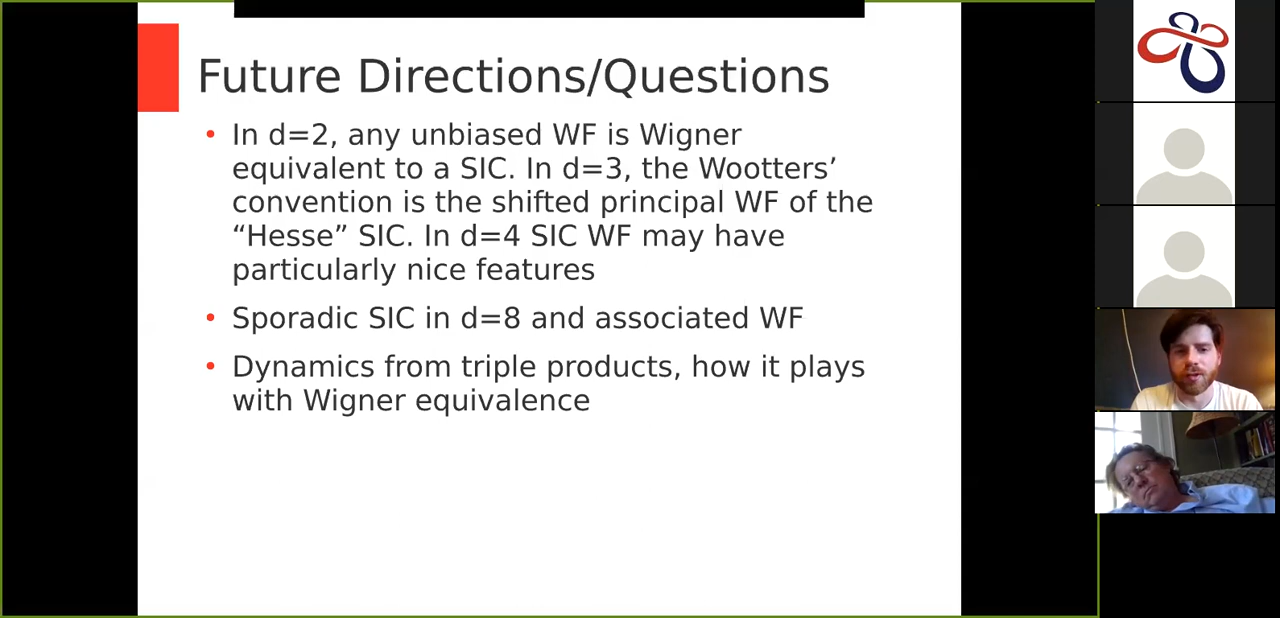 Future Directions/Questions
• In d=2, any unbiased WF is Wigner
equivalent to a SIC. In d=3, the Wootters’
convention is the shifted principal WF of the
“Hesse” SIC. In d=4 SIC WF may have
particularly nice features
• Sporadic SIC in d=8 and associated WF
• Dynamics from triple products, how it plays
with Wigner equivalence